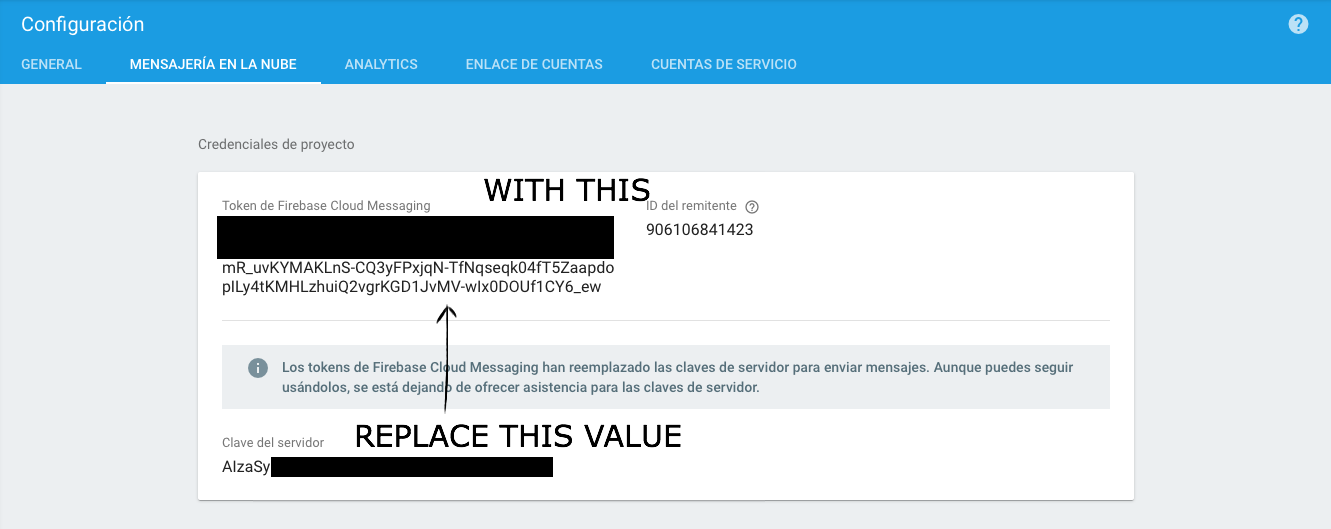 Configuración
GENERAL MENSAJERÍA EN LA NUBE ANALYTICS ENLACE DE CUENTAS CUENTAS DE SERVICIO
Credenciales de proyecto
WITH THIS
Token de Firebase Cloud Messaging
ID del remitente
906106841423
mR_uvKYMAKLnS-CQ3yFPxjqN-TfNqseqk04fT5Zaapdo
pILy4tKMHLzhuiQ2vgrKGD1JvMV-wIx0DOUf1CY6_ew
Los tokens de Firebase Cloud Messaging han reemplazado las claves de servidor para enviar mensajes. Aunque puedes seguir
usándolos, se está dejando de ofrecer asistencia para las claves de servidor.
REPLACE THIS VALUE
Clave del servidor
AIzaSy